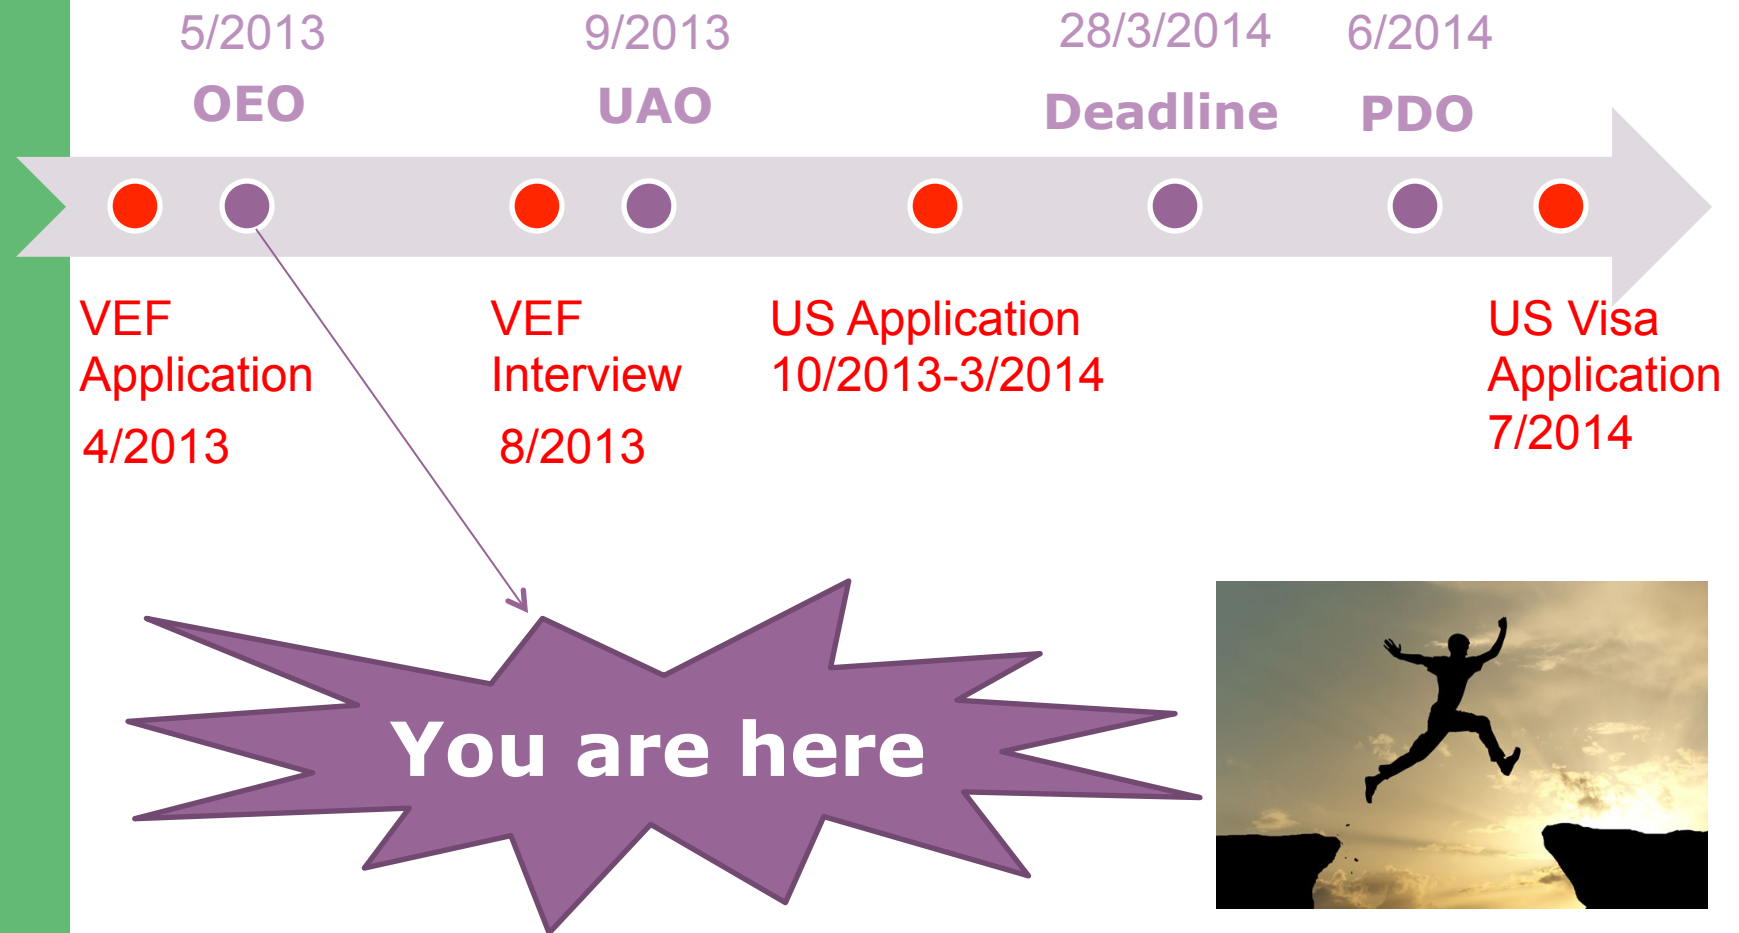 5/2013
9/2013
28/3/2014
6/2014
OEO
UAO
Deadline
PDO
VEF
Application
4/2013
VEF
Interview
8/2013
US Application
10/2013-3/2014
US Visa
Application
7/2014
You are here